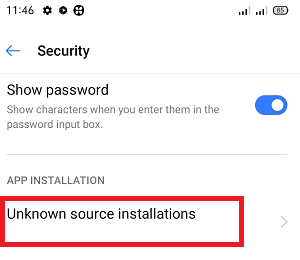 11:46
85
Security
Show password
Show characters when you enter them in the
password input box.
APP INSTALLATION
Unknown source installations